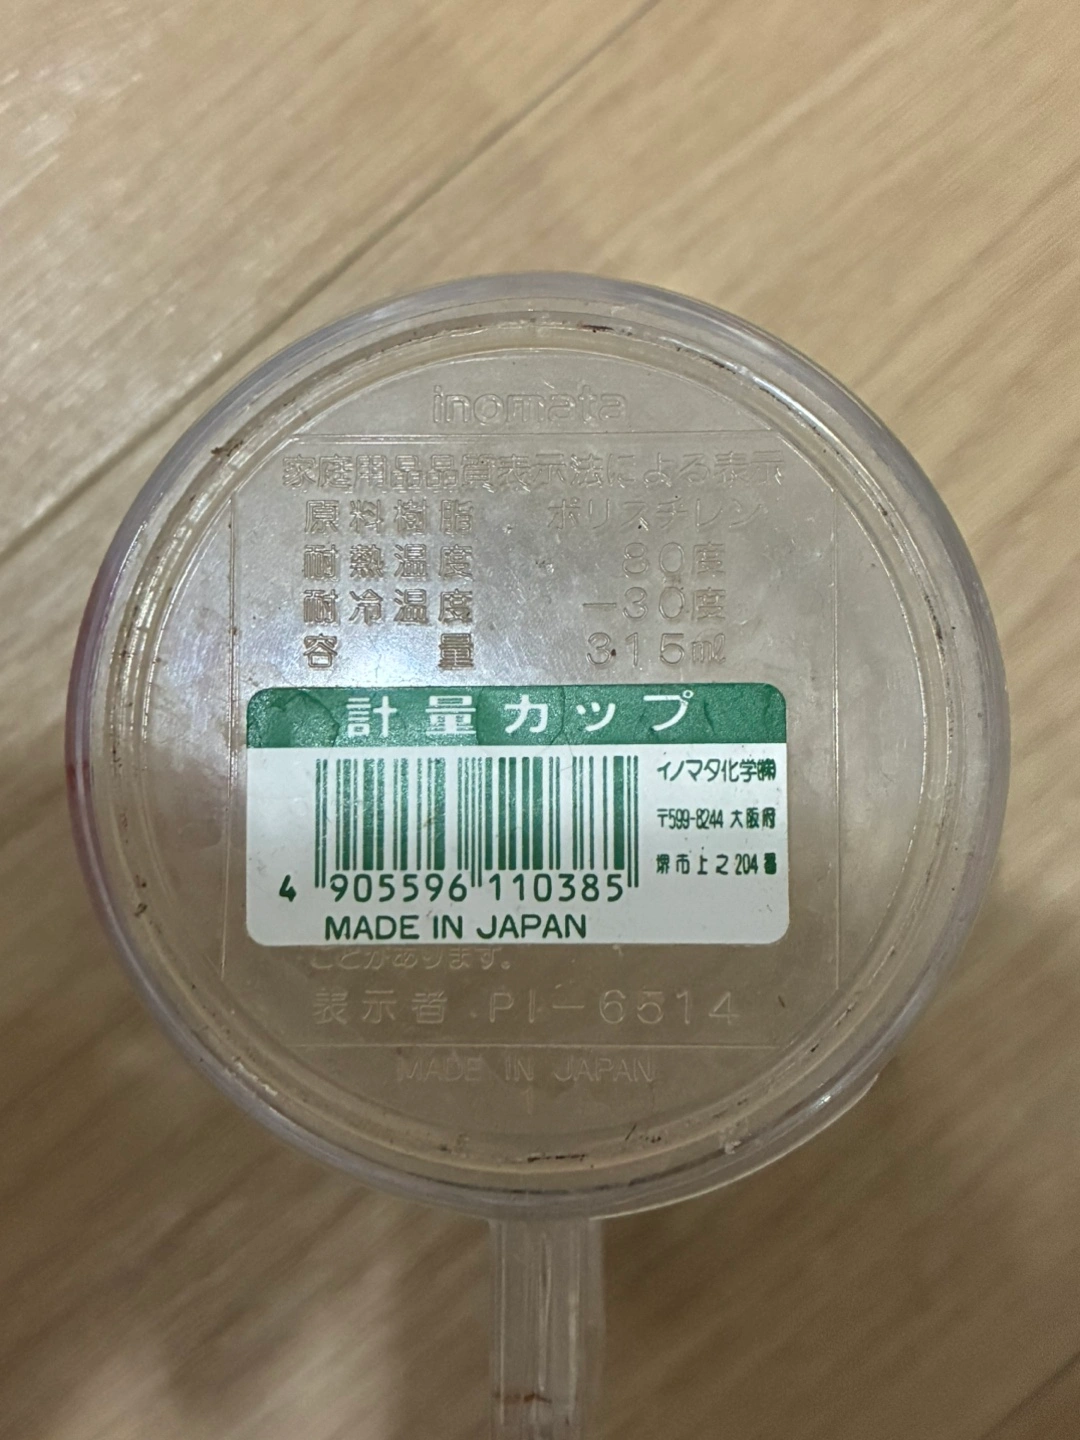 inomata
家庭用品品質表示法による表示
原料樹脂 ポリスチレン
耐熱温度 80度
耐冷温度 −30度
容量 315ml
計量カップ
イノマタ化学㈱
〒599-8244 大阪府
堺市上之204番
4 905596 110385
MADE IN JAPAN
ことがあります。
表示者 PI−6514
MADE IN JAPAN